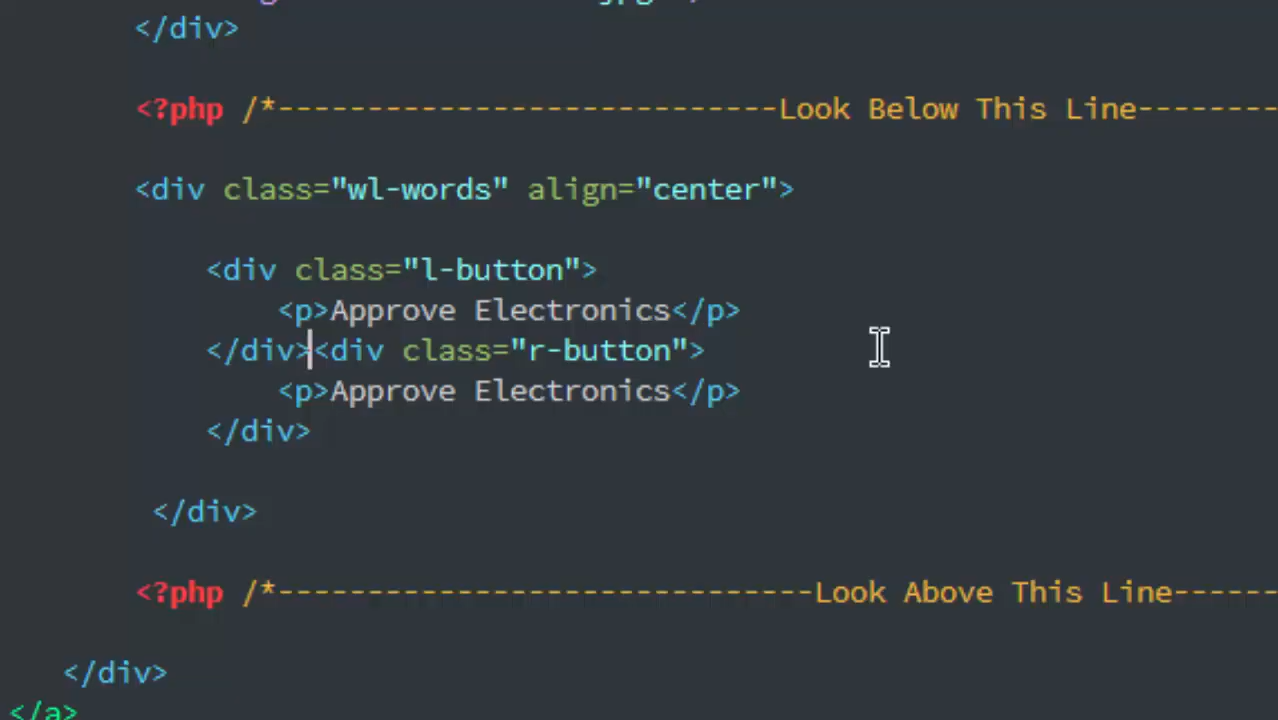 </div>
<?php /*----------------------------Look Below This Line--------
<div class="wl-words" align="center">
<div class="l-button">
<p>Approve Electronics</p>
</div><div class="r-button">
<p>Approve Electronics</p>
</div>
</div>
<?php /*------------------------------Look Above This Line------
</div>
</a>